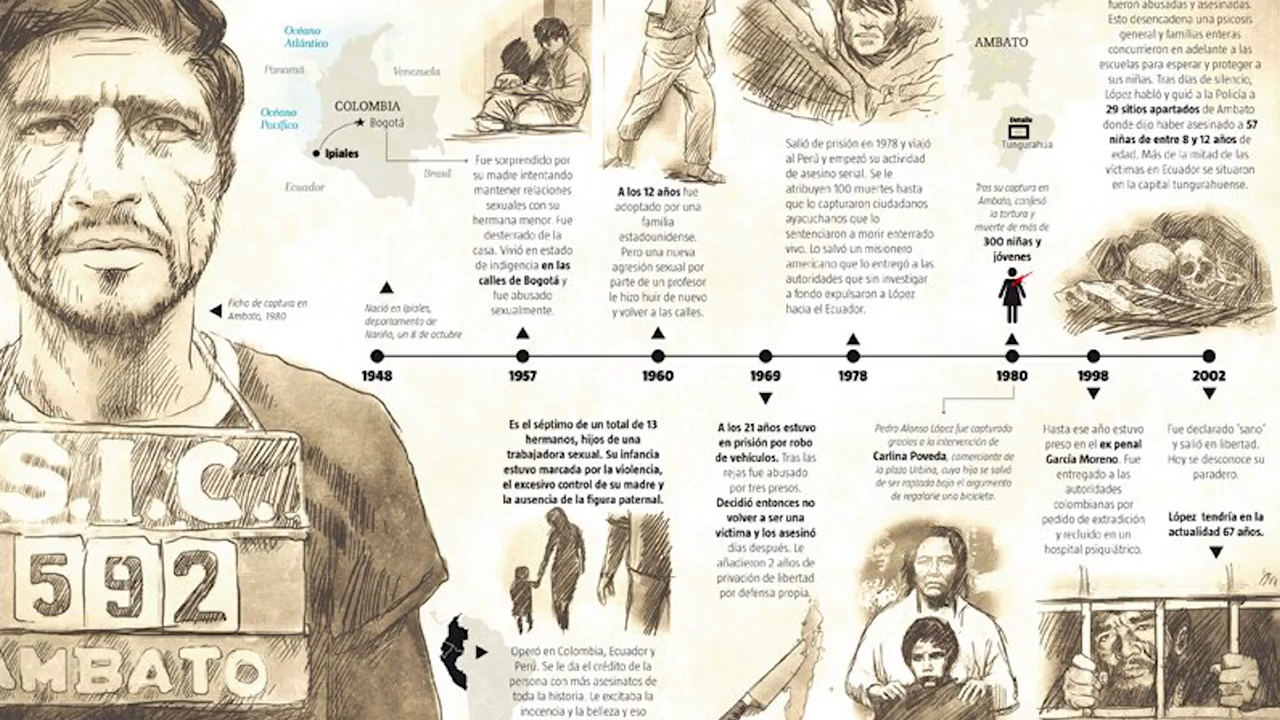 Océano
Atlántico
Panamá
Venezuela
Océano
Pacífico
COLOMBIA
Bogotá
Ipiales
Ecuador
Brasil
Ficha de captura en
Ambato, 1980
S.I.C.
592
AMBATO
Nació en Ipiales,
departamento de
Nariño, un 8 de octubre
1948
Fue sorprendido por
su madre intentando
mantener relaciones
sexuales con su
hermana menor. Fue
desterrado de la
casa. Vivió en estado
de indigencia en las
calles de Bogotá y
fue abusado
sexualmente.
1957
Es el séptimo de un total de 13
hermanos, hijos de una
trabajadora sexual. Su infancia
estuvo marcada por la violencia,
el excesivo control de su madre y
la ausencia de la figura paternal.
Operó en Colombia, Ecuador y
Perú. Se le da el crédito de la
persona con más asesinatos de
toda la historia. Le excitaba la
inocencia y la belleza y eso
A los 12 años fue
adoptado por una
familia
estadounidense.
Pero una nueva
agresión sexual por
parte de un profesor
le hizo huir de nuevo
y volver a las calles.
1960
1969
A los 21 años estuvo
en prisión por robo
de vehículos. Tras las
rejas fue abusado
por tres presos.
Decidió entonces no
volver a ser una
víctima y los asesinó
días después. Le
añadieron 2 años de
privación de libertad
por defensa propia.
Salió de prisión en 1978 y viajó
al Perú y empezó su actividad
de asesino serial. Se le
atribuyen 100 muertes hasta
que lo capturaron ciudadanos
ayacuchanos que lo
sentenciaron a morir enterrado
vivo. Lo salvó un misionero
americano que lo entregó a las
autoridades que sin investigar
a fondo expulsaron a López
hacia el Ecuador.
1978
AMBATO
Detalle
Tungurahua
Tras su captura en
Ambato, confesó
la tortura y
muerte de más de
300 niñas y
jóvenes
1980
Pedro Alonso López fue capturado
gracias a la intervención de
Carlina Poveda, comerciante de
la plaza Urbina, cuya hija se salvó
de ser raptada bajo el argumento
de regalarle una bicicleta.
fueron abusadas y asesinadas.
Esto desencadena una psicosis
general y familias enteras
concurrieron en adelante a las
escuelas para esperar y proteger a
sus niñas. Tras días de silencio,
López habló y guió a la Policía a
29 sitios apartados de Ambato
donde dijo haber asesinado a 57
niñas de entre 8 y 12 años de
edad. Más de la mitad de las
víctimas en Ecuador se situaron
en la capital tungurahuense.
1998
Hasta ese año estuvo
preso en el ex penal
García Moreno. Fue
entregado a las
autoridades
colombianas por
pedido de extradición
y recluido en un
hospital psiquiátrico.
2002
Fue declarado 'sano'
y salió en libertad.
Hoy se desconoce su
paradero.
López tendría en la
actualidad 67 años.